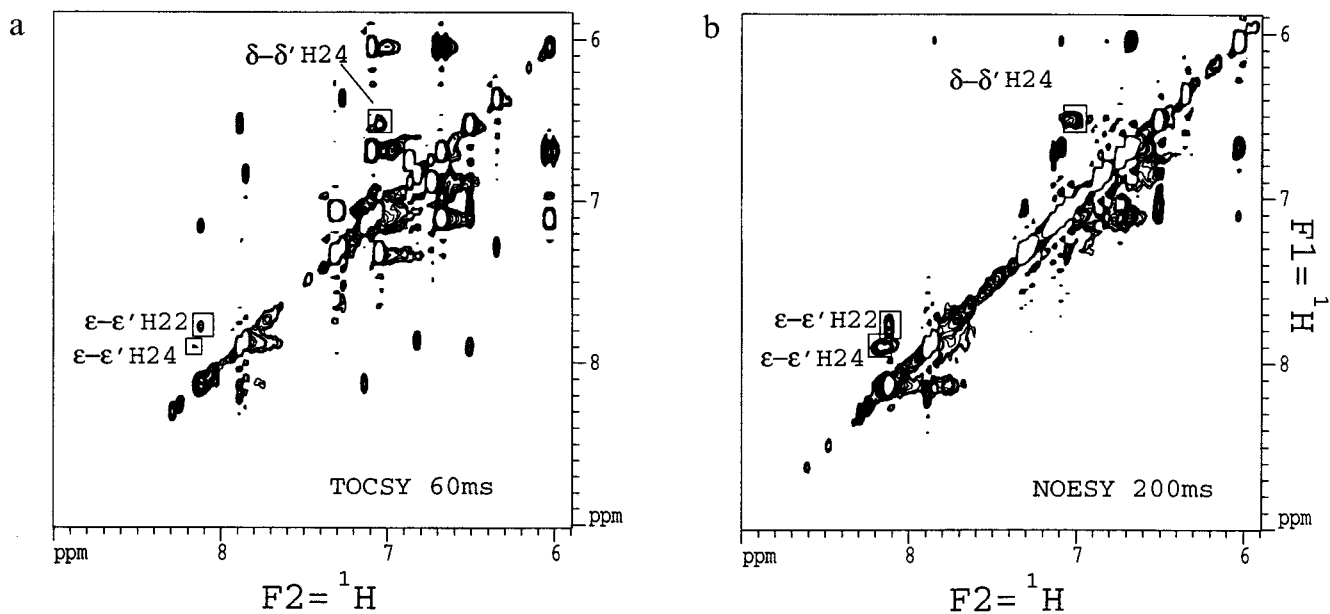 a
δ-δ'H24
ε-ε'H22
ε-ε'H24
TOCSY 60ms
6
7
8
ppm
ppm
8
7
6
F2= ¹H
b
δ-δ'H24
ε-ε'H22
ε-ε'H24
NOESY 200ms
6
7
8
ppm
F1= ¹H
ppm
8
7
6
F2= ¹H